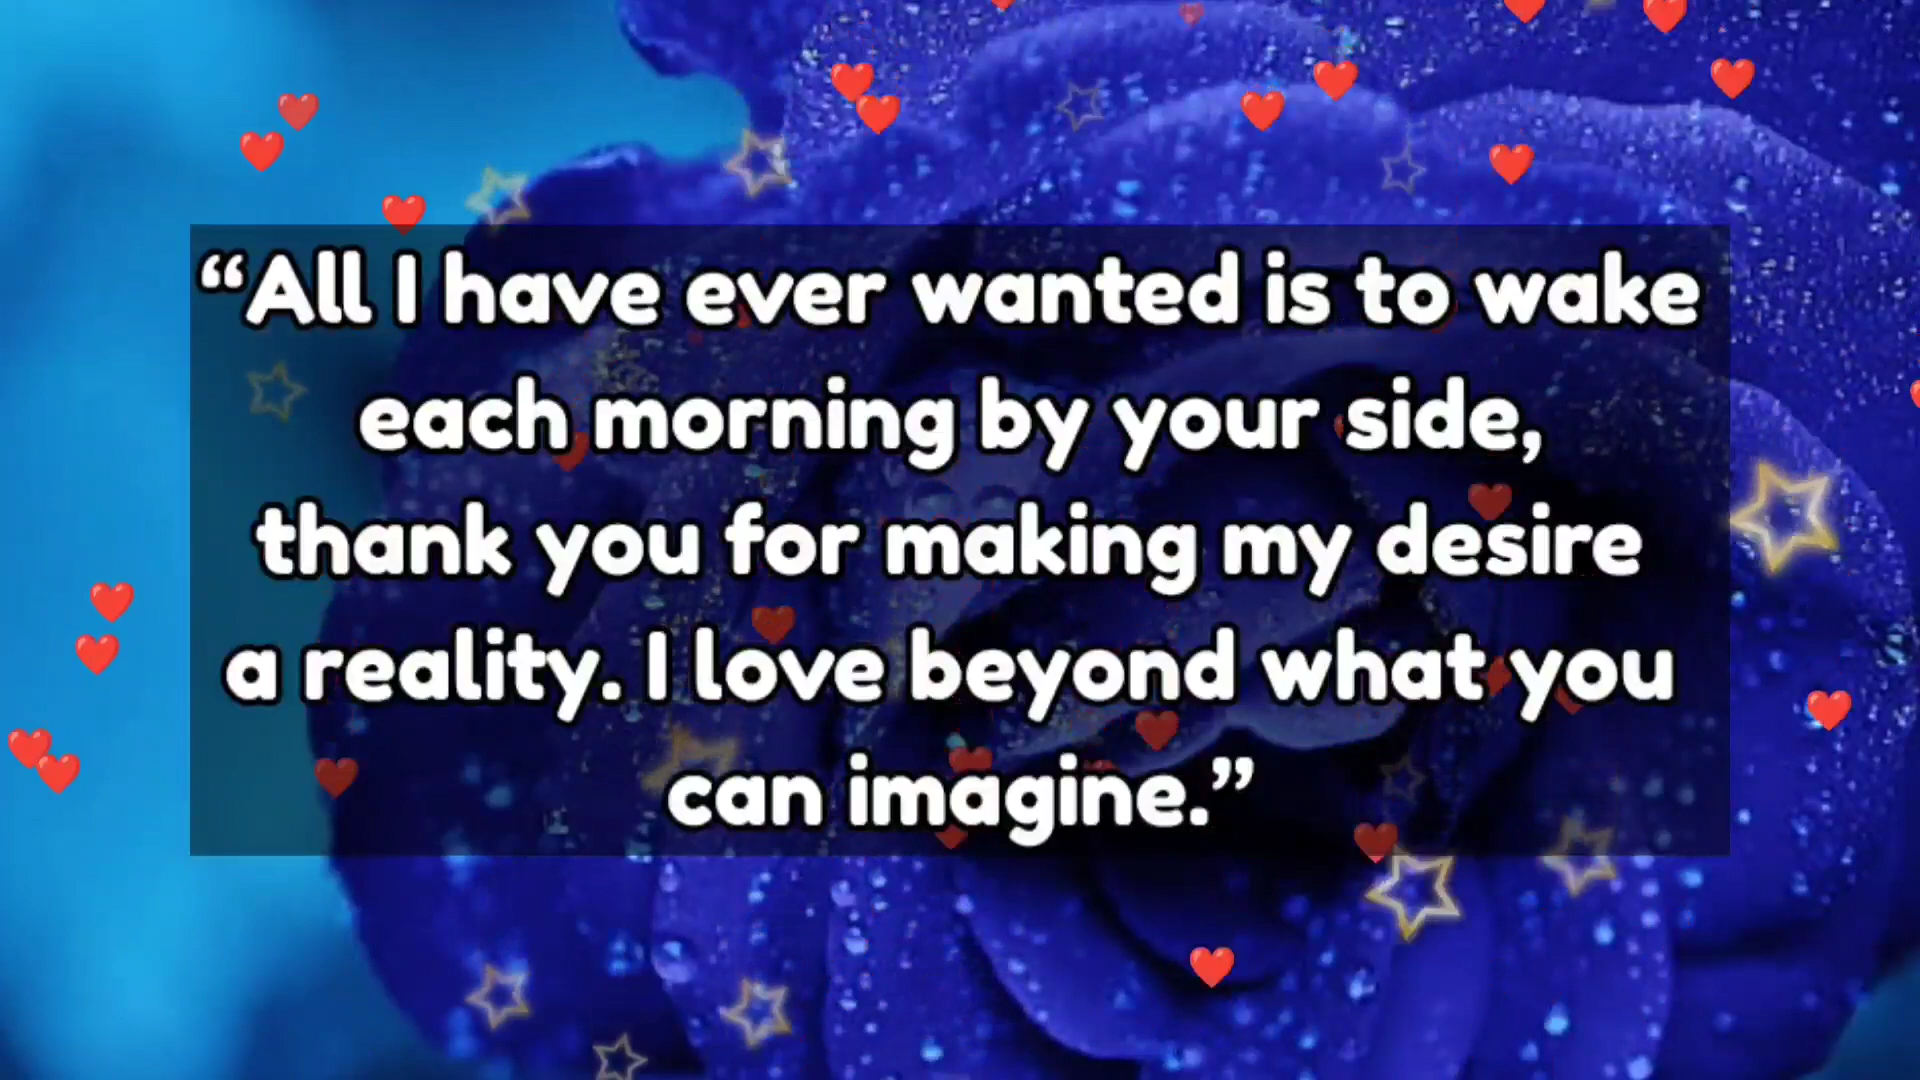 “All I have ever wanted is to wake
each morning by your side,
thank you for making my desire
a reality. I love beyond what you
can imagine.”